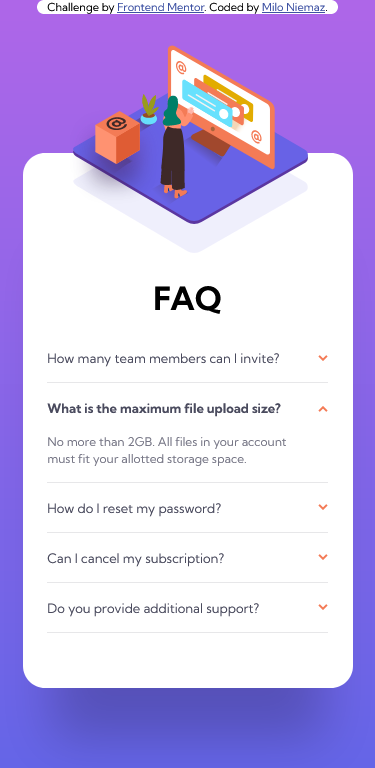 Challenge by Frontend Mentor. Coded by Milo Niemaz.
@
@
@
FAQ
How many team members can I invite?
What is the maximum file upload size?
No more than 2GB. All files in your account
must fit your allotted storage space.
How do I reset my password?
Can I cancel my subscription?
Do you provide additional support?